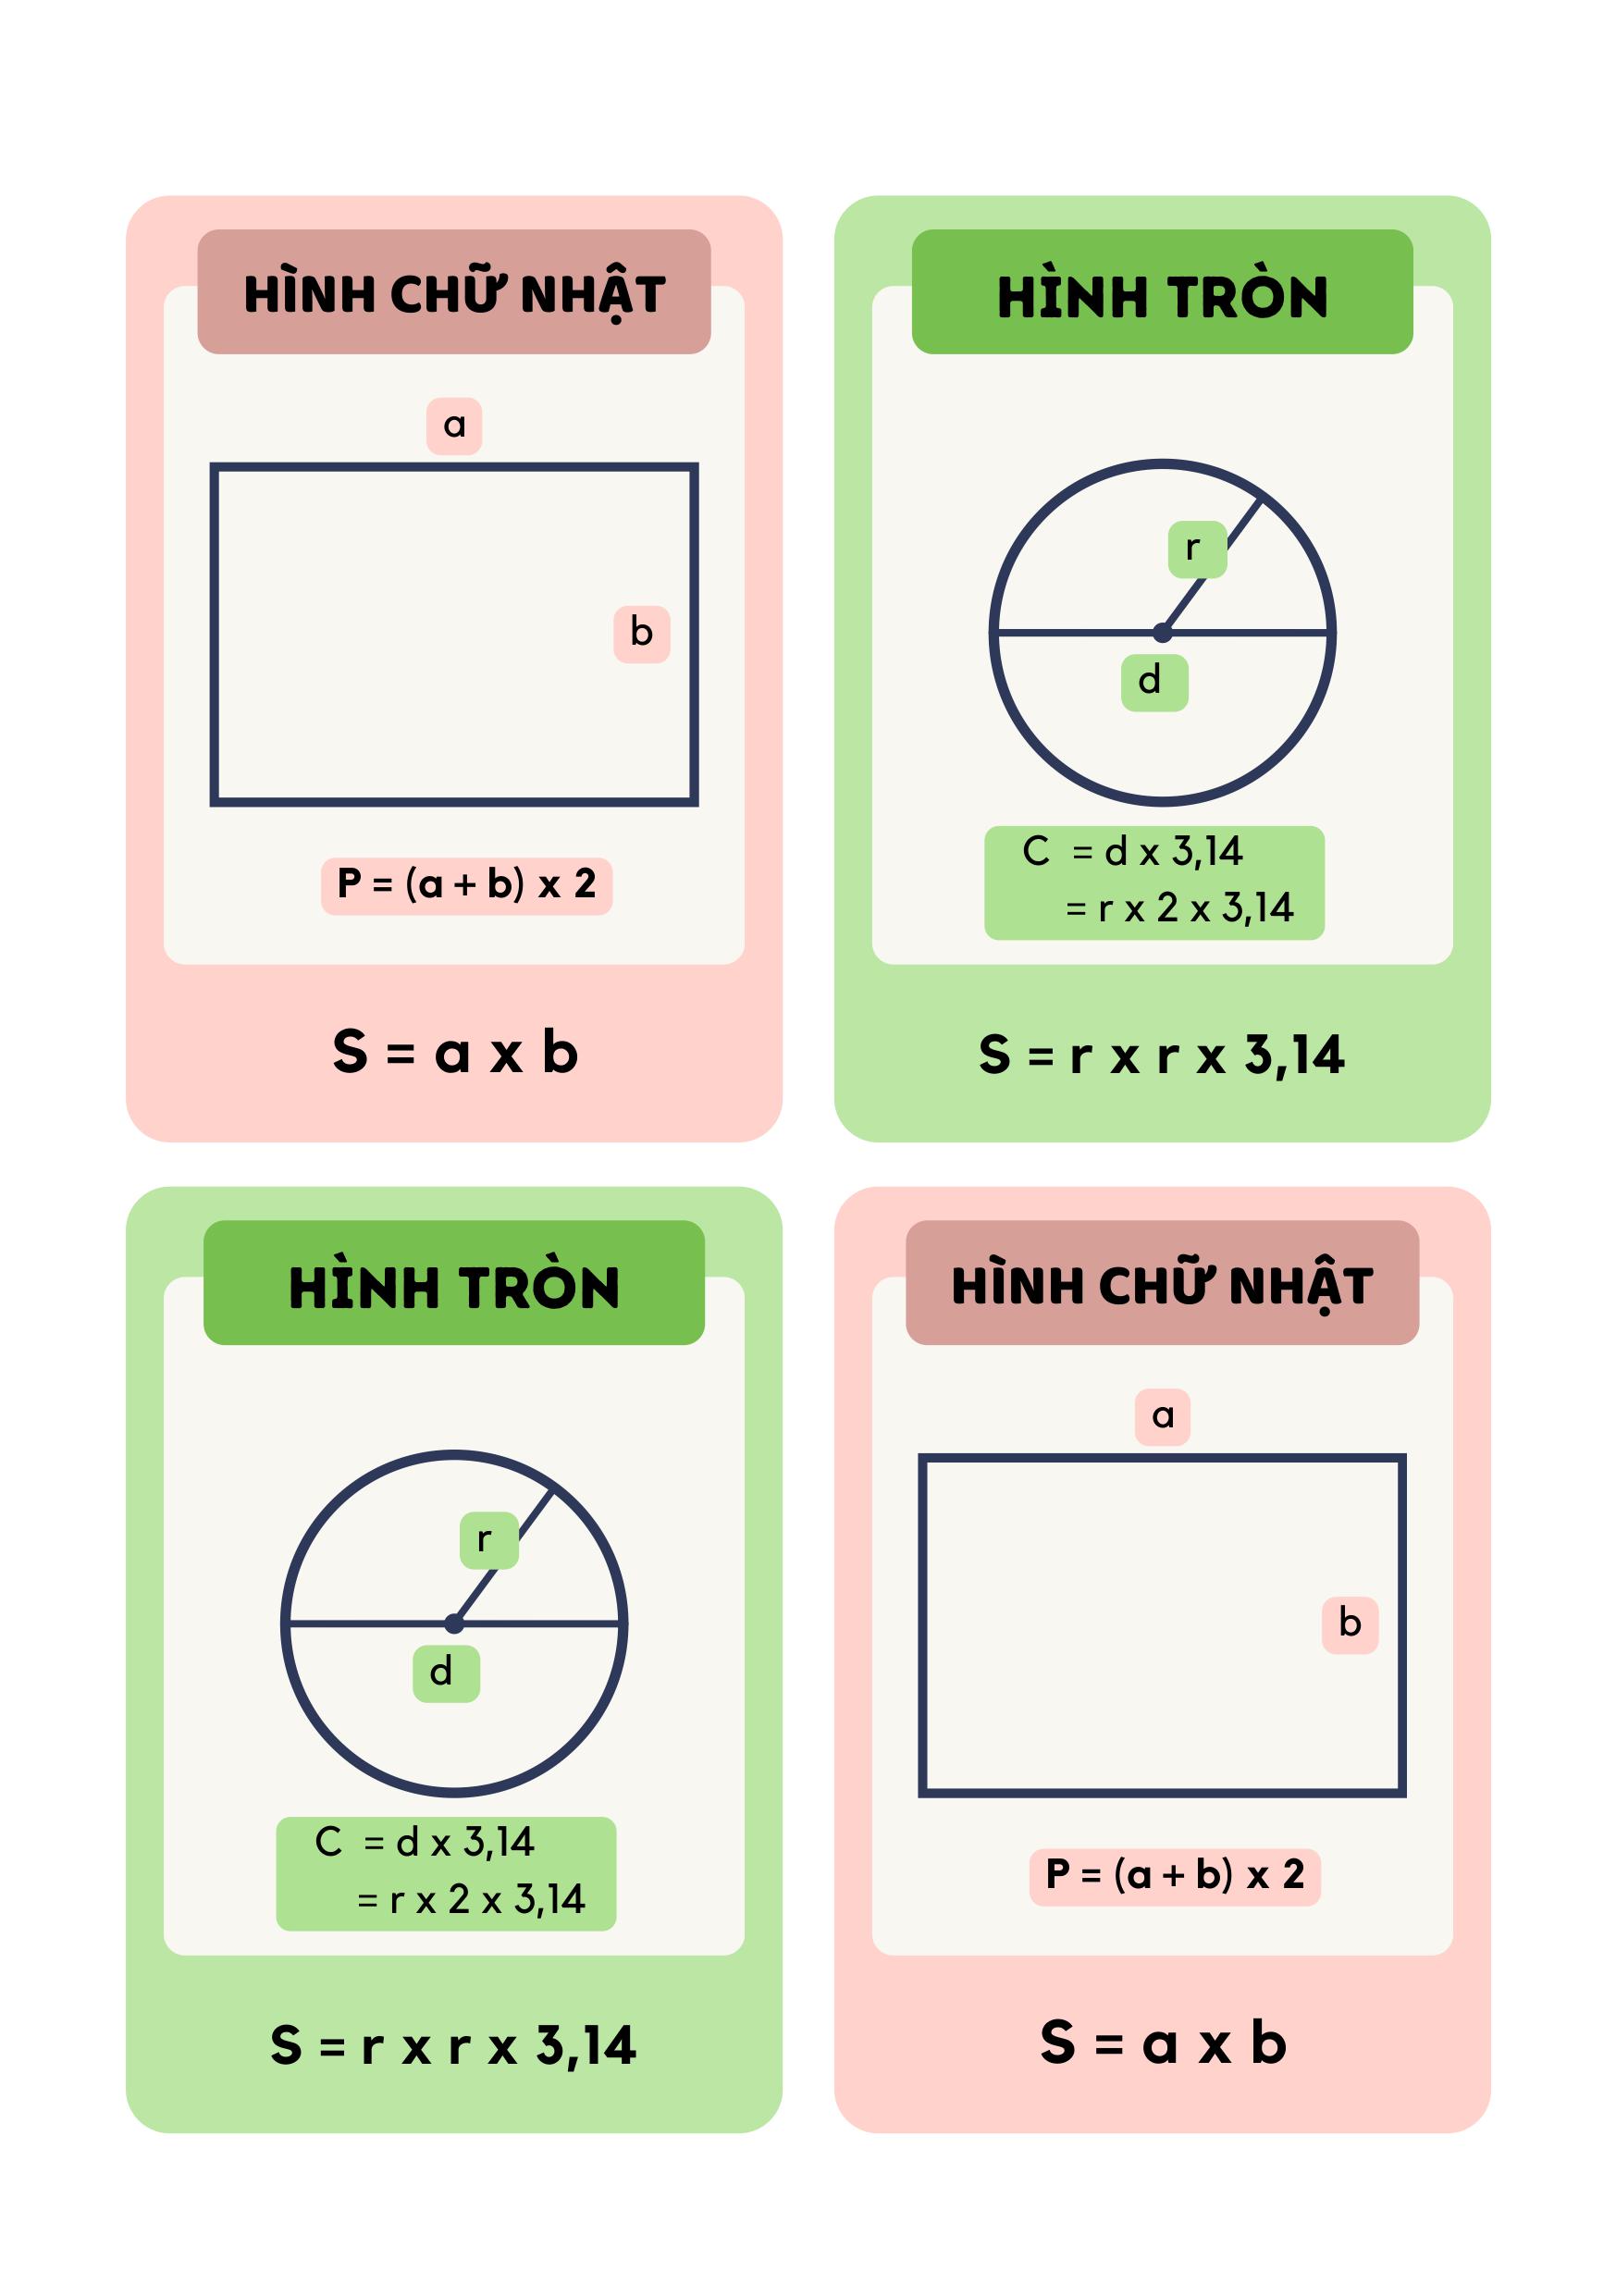 HÌNH CHỮ NHẬT
a
b
P = (a + b) x 2
S = a x b
HÌNH TRÒN
r
d
C = d x 3,14
= r x 2 x 3,14
S = r x r x 3,14
HÌNH TRÒN
r
d
C = d x 3,14
= r x 2 x 3,14
S = r x r x 3,14
HÌNH CHỮ NHẬT
a
b
P = (a + b) x 2
S = a x b